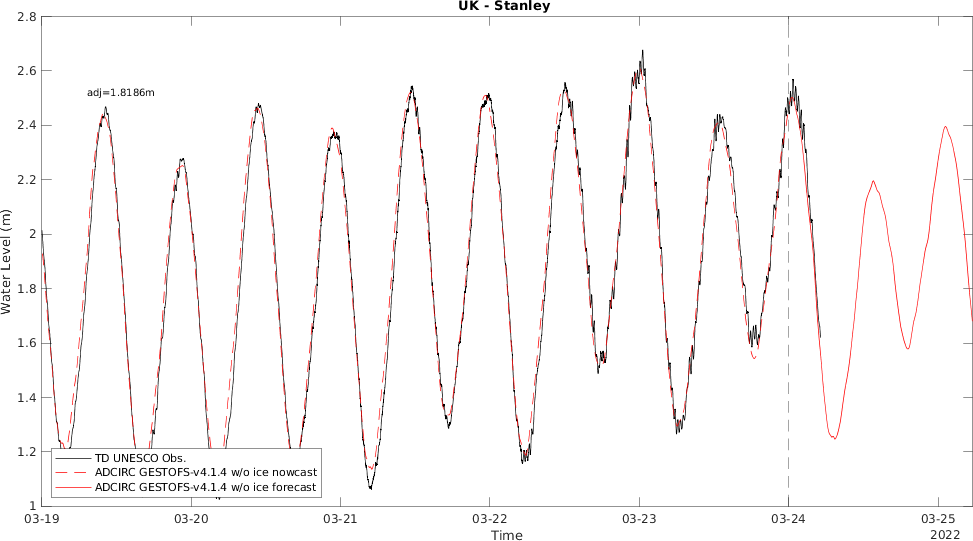 UK - Stanley
2.8
2.6
2.4
2.2
2
1.8
1.6
1.4
1.2
1
Water Level (m)
adj=1.8186m
TD UNESCO Obs.
ADCIRC GESTOFS-v4.1.4 w/o ice nowcast
ADCIRC GESTOFS-v4.1.4 w/o ice forecast
03-19 03-20 03-21 03-22 03-23 03-24 03-25
Time
2022